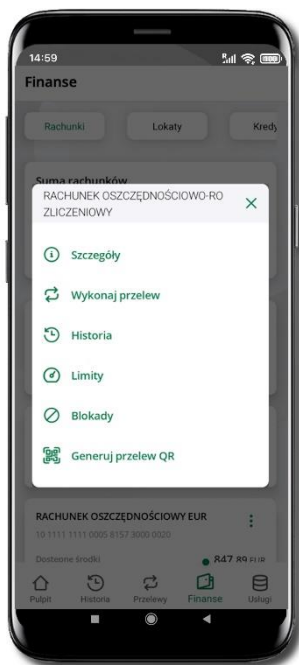 14:59
Finanse
Rachunki Lokaty Kredy
Suma rachunków
RACHUNEK OSZCZĘDNOŚCIOWO-RO
ZLICZENIOWY
Szczegóły
Wykonaj przelew
Historia
Limity
Blokady
Generuj przelew QR
RACHUNEK OSZCZĘDNOŚCIOWY EUR
10 1111 1111 0005 8157 3000 0020
Dostępne środki 847,89 EUR
Pulpit Historia Przelewy Finanse Usługi